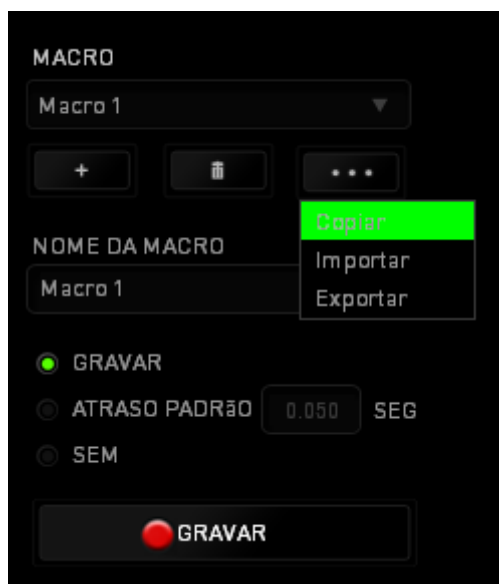 MACRO
Macro 1
+
Copiar
NOME DA MACRO
Importar
Macro 1
Exportar
GRAVAR
ATRASO PADRãO 0.050 SEG
SEM
GRAVAR